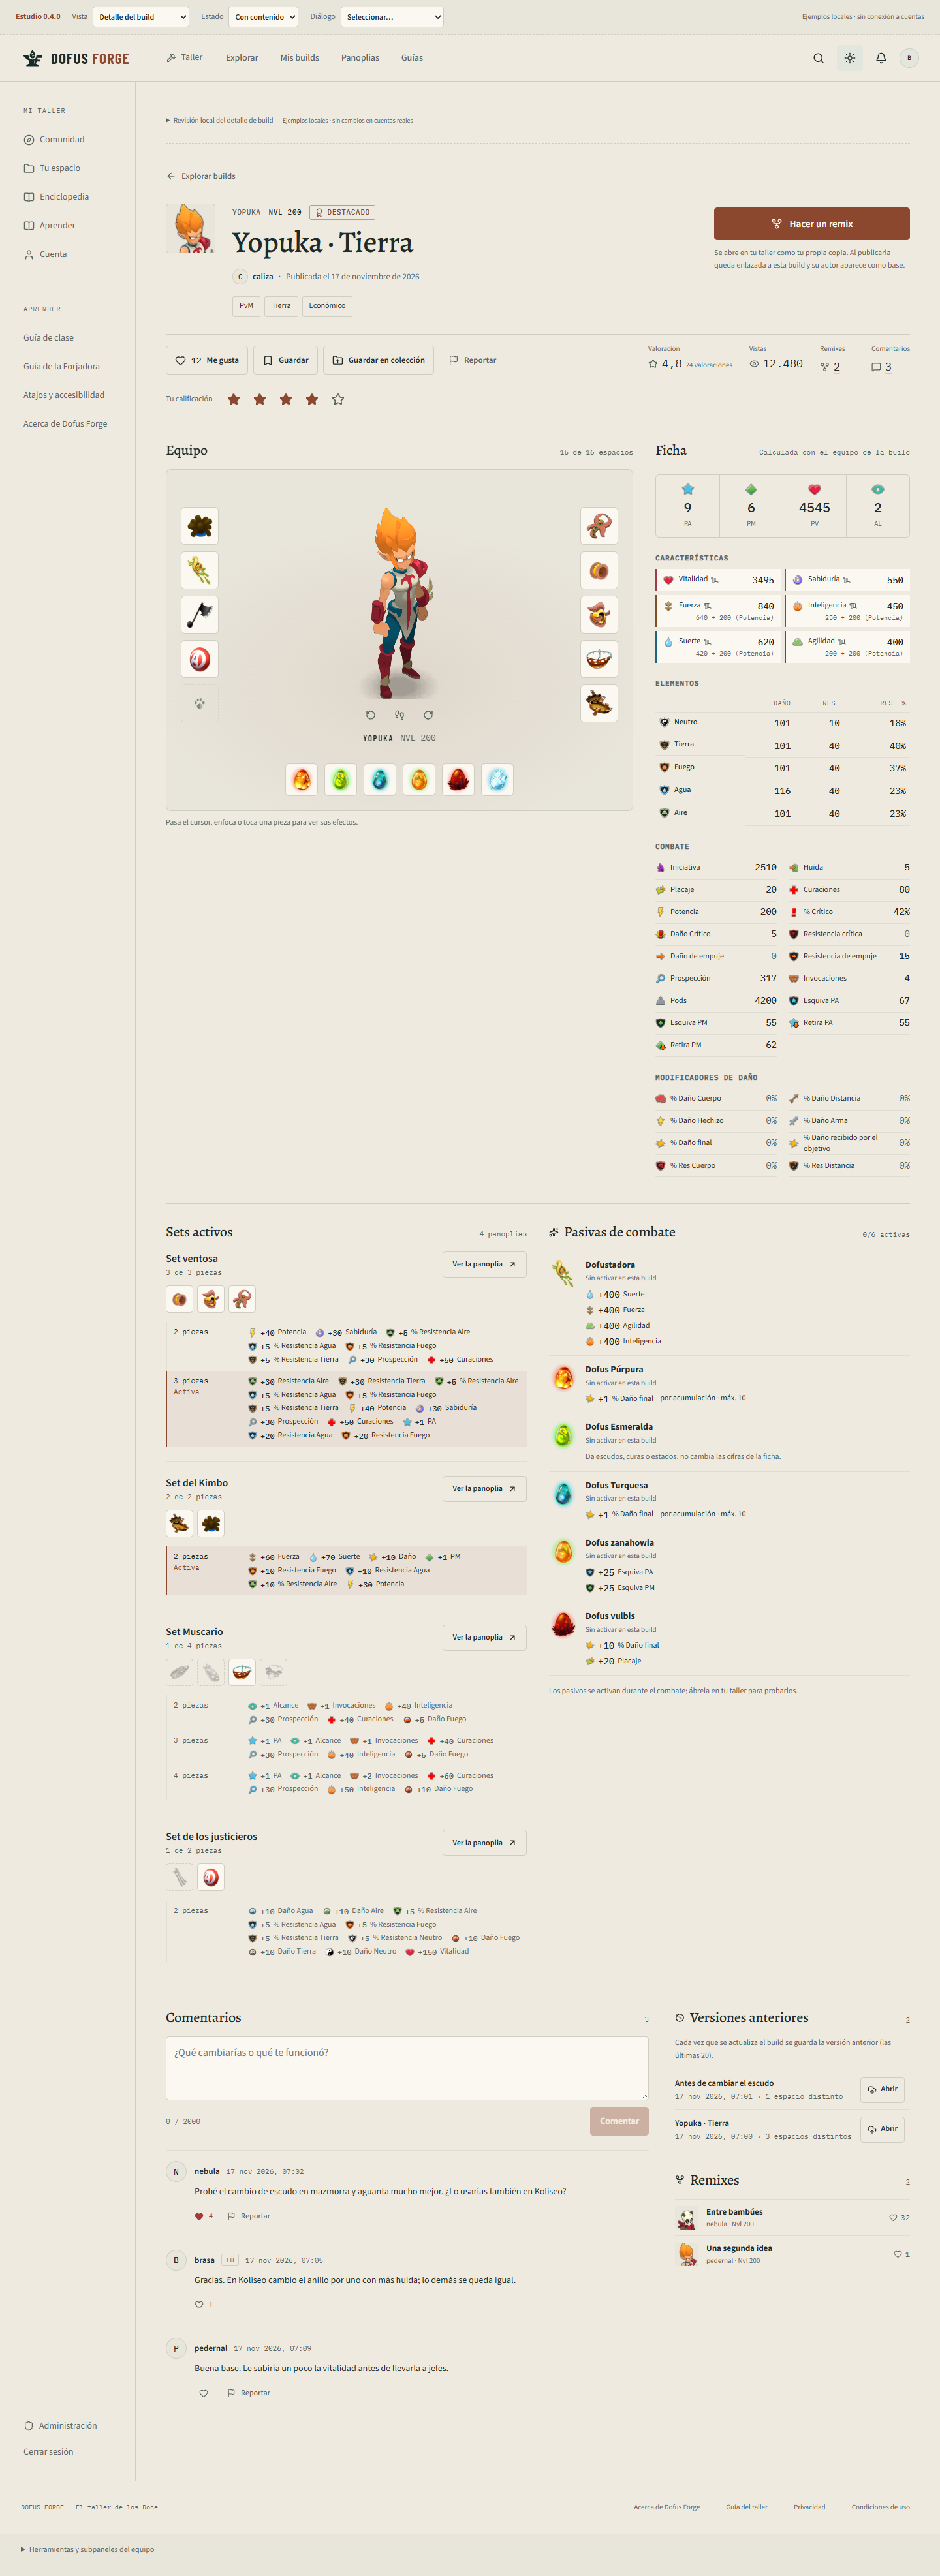 Estudio 0.4.0 Vista Detalle del build Estado Con contenido Diálogo Seleccionar... Ejemplos locales · sin conexión a cuentas
DOFUS FORGE Taller Explorar Mis builds Panoplias Guías B
MI TALLER
Comunidad
Tu espacio
Enciclopedia
Aprender
Cuenta
APRENDER
Guía de clase
Guía de la Forjadora
Atajos y accesibilidad
Acerca de Dofus Forge
Administración
Cerrar sesión
Revisión local del detalle de build Ejemplos locales · sin cambios en cuentas reales
Explorar builds
YOPUKA NVL 200 DESTACADO
Yopuka · Tierra
C caliza · Publicada el 17 de noviembre de 2026
PvM Tierra Económico
Hacer un remix
Se abre en tu taller como tu propia copia. Al publicarla
queda enlazada a esta build y su autor aparece como base.
12 Me gusta Guardar Guardar en colección Reportar
Valoración Vistas Remixes Comentarios
4,8 24 valoraciones 12.480 2 3
Tu calificación
Equipo 15 de 16 espacios
YOPUKA NVL 200
Pasa el cursor, enfoca o toca una pieza para ver sus efectos.
Ficha Calculada con el equipo de la build
9 6 4545 2
PA PM PV AL
CARACTERÍSTICAS
Vitalidad 3495 Sabiduría 550
Fuerza 840 Inteligencia 450
640 + 200 (Potencia) 250 + 200 (Potencia)
Suerte 620 Agilidad 400
420 + 200 (Potencia) 200 + 200 (Potencia)
ELEMENTOS
DAÑO RES. RES. %
Neutro 101 10 18%
Tierra 101 40 40%
Fuego 101 40 37%
Agua 116 40 23%
Aire 101 40 23%
COMBATE
Iniciativa 2510 Huida 5
Placaje 20 Curaciones 80
Potencia 200 % Crítico 42%
Daño Crítico 5 Resistencia crítica 0
Daño de empuje 0 Resistencia de empuje 15
Prospección 317 Invocaciones 4
Pods 4200 Esquiva PA 67
Esquiva PM 55 Retira PA 55
Retira PM 62
MODIFICADORES DE DAÑO
% Daño Cuerpo 0% % Daño Distancia 0%
% Daño Hechizo 0% % Daño Arma 0%
% Daño final 0% % Daño recibido por el
objetivo 0%
% Res Cuerpo 0% % Res Distancia 0%
Sets activos 4 panoplias
Set ventosa Ver la panoplia
3 de 3 piezas
2 piezas +40 Potencia +30 Sabiduría +5 % Resistencia Aire
+5 % Resistencia Agua +5 % Resistencia Fuego
+5 % Resistencia Tierra +30 Prospección +50 Curaciones
3 piezas +30 Resistencia Aire +30 Resistencia Tierra +5 % Resistencia Aire
Activa +5 % Resistencia Agua +5 % Resistencia Fuego
+5 % Resistencia Tierra +40 Potencia +30 Sabiduría
+30 Prospección +50 Curaciones +1 PA
+20 Resistencia Agua +20 Resistencia Fuego
Set del Kimbo Ver la panoplia
2 de 2 piezas
2 piezas +60 Fuerza +70 Suerte +10 Daño +1 PM
Activa +10 Resistencia Fuego +10 Resistencia Agua
+10 % Resistencia Aire +30 Potencia
Set Muscario Ver la panoplia
1 de 4 piezas
2 piezas +1 Alcance +1 Invocaciones +40 Inteligencia
+30 Prospección +40 Curaciones +5 Daño Fuego
3 piezas +1 PA +1 Alcance +1 Invocaciones +40 Curaciones
+30 Prospección +40 Inteligencia +5 Daño Fuego
4 piezas +1 PA +1 Alcance +2 Invocaciones +60 Curaciones
+30 Prospección +50 Inteligencia +10 Daño Fuego
Set de los justicieros Ver la panoplia
1 de 2 piezas
2 piezas +10 Daño Agua +10 Daño Aire +5 % Resistencia Aire
+5 % Resistencia Agua +5 % Resistencia Fuego
+5 % Resistencia Tierra +5 % Resistencia Neutro +10 Daño Fuego
+10 Daño Tierra +10 Daño Neutro +150 Vitalidad
Pasivas de combate 0/6 activas
Dofustadora
Sin activar en esta build
+400 Suerte
+400 Fuerza
+400 Agilidad
+400 Inteligencia
Dofus Púrpura
Sin activar en esta build
+1 % Daño final por acumulación · máx. 10
Dofus Esmeralda
Sin activar en esta build
Da escudos, curas o estados: no cambia las cifras de la ficha.
Dofus Turquesa
Sin activar en esta build
+1 % Daño final por acumulación · máx. 10
Dofus zanahowia
Sin activar en esta build
+25 Esquiva PA
+25 Esquiva PM
Dofus vulbis
Sin activar en esta build
+10 % Daño final
+20 Placaje
Los pasivos se activan durante el combate; ábrela en tu taller para probarlos.
Comentarios 3
¿Qué cambiarías o qué te funcionó?
0 / 2000 Comentar
N nebula 17 nov 2026, 07:02
Probé el cambio de escudo en mazmorra y aguanta mucho mejor. ¿Lo usarías también en Koliseo?
4 Reportar
B brasa TÚ 17 nov 2026, 07:05
Gracias. En Koliseo cambio el anillo por uno con más huida; lo demás se queda igual.
1
P pedernal 17 nov 2026, 07:09
Buena base. Le subiría un poco la vitalidad antes de llevarla a jefes.
Reportar
Versiones anteriores 2
Cada vez que se actualiza el build se guarda la versión anterior (las
últimas 20).
Antes de cambiar el escudo
17 nov 2026, 07:01 · 1 espacio distinto Abrir
Yopuka · Tierra
17 nov 2026, 07:00 · 3 espacios distintos Abrir
Remixes 2
Entre bambúes
nebula · Nvl 200 32
Una segunda idea
pedernal · Nvl 200 1
DOFUS FORGE · El taller de los Doce Acerca de Dofus Forge Guía del taller Privacidad Condiciones de uso
Herramientas y subpaneles del equipo